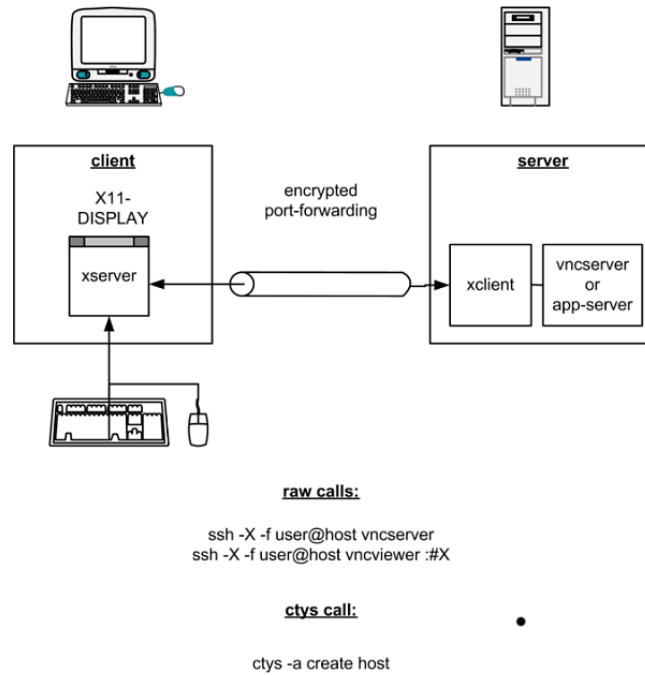 client
server
X11-
DISPLAY
encrypted
port-forwarding
xserver
xclient
vncserver
or
app-server
raw calls:
ssh -X -f user@host vncserver
ssh -X -f user@host vncviewer :#X
ctys call:
ctys -a create host